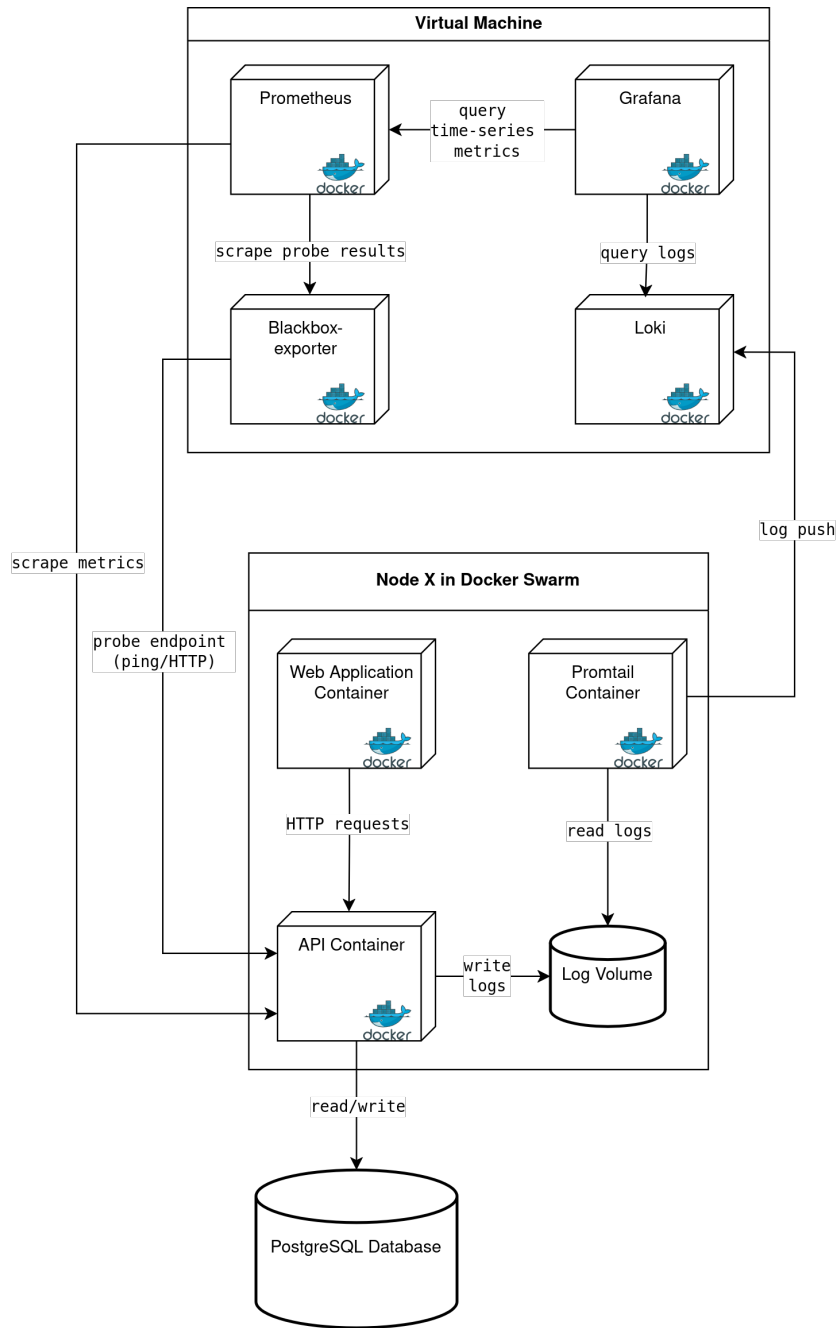 Virtual Machine
Prometheus
docker
query
time-series
metrics
Grafana
docker
scrape probe results
query logs
Blackbox-
exporter
docker
Loki
docker
log push
scrape metrics
Node X in Docker Swarm
probe endpoint
(ping/HTTP)
Web Application
Container
docker
Promtail
Container
docker
HTTP requests
read logs
API Container
docker
write
logs
Log Volume
read/write
PostgreSQL Database